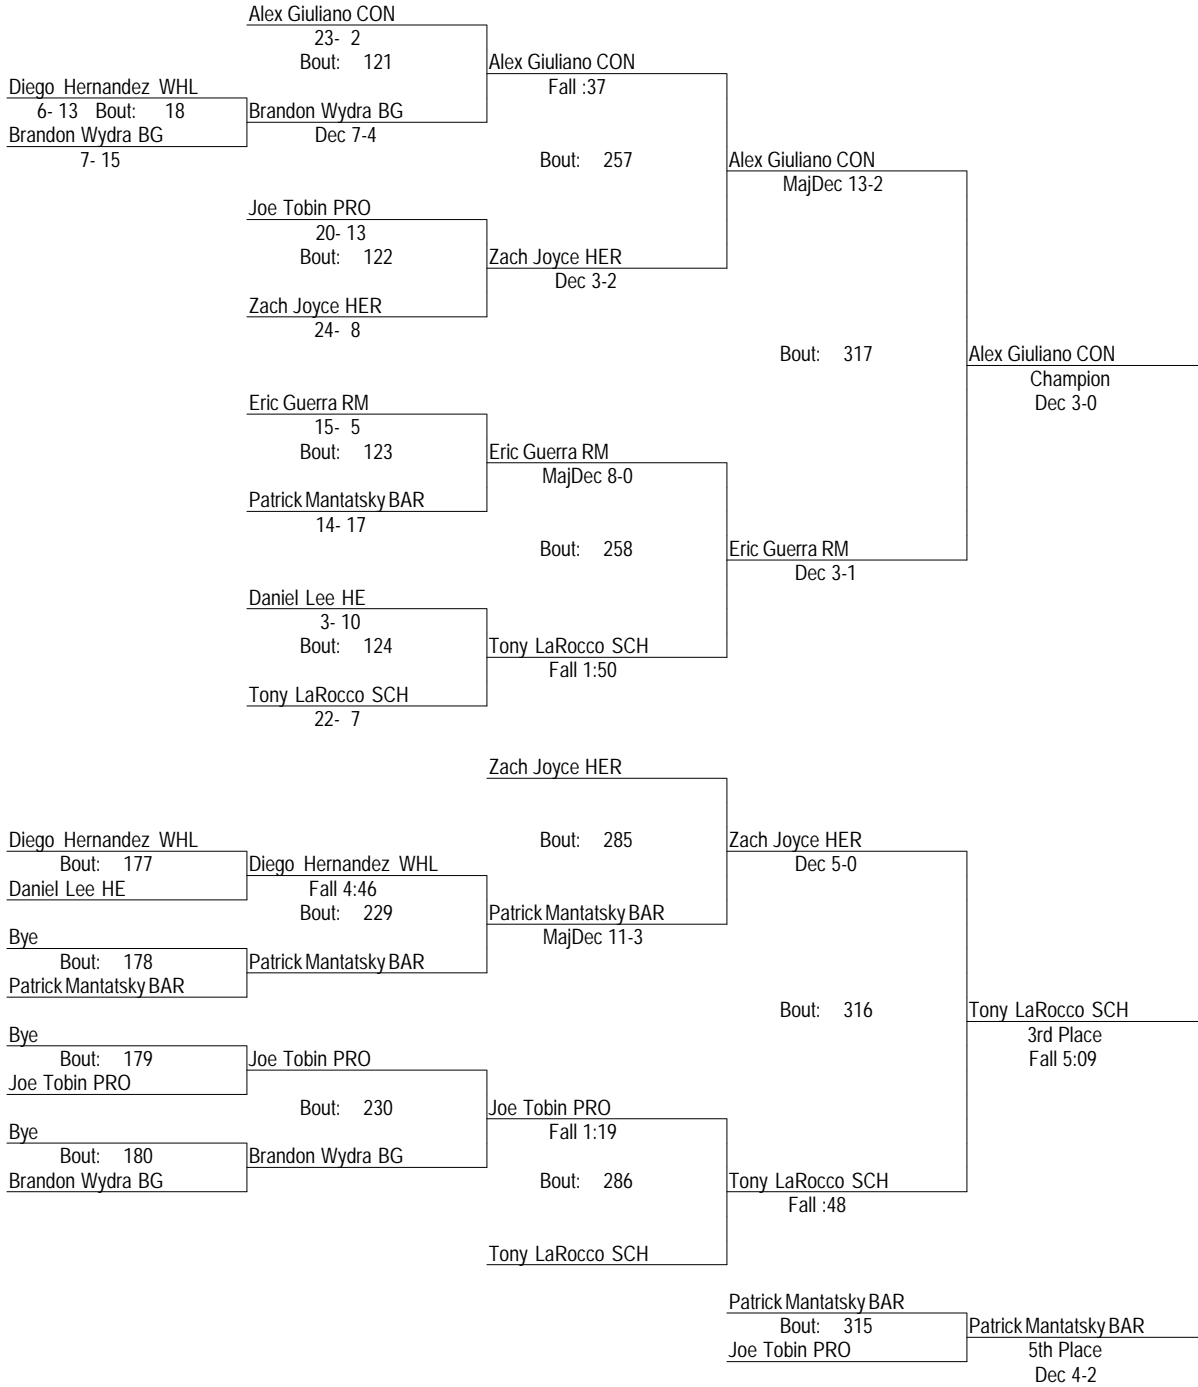 Alex Giuliano CON
23- 2
Bout: 121
Alex Giuliano CON
Fall :37
Diego Hernandez WHL
6- 13 Bout: 18
Brandon Wydra BG
Dec 7-4
Brandon Wydra BG
7- 15
Bout: 257
Alex Giuliano CON
MajDec 13-2
Joe Tobin PRO
20- 13
Bout: 122
Zach Joyce HER
Dec 3-2
Zach Joyce HER
24- 8
Bout: 317
Alex Giuliano CON
Champion
Dec 3-0
Eric Guerra RM
15- 5
Bout: 123
Eric Guerra RM
MajDec 8-0
Patrick Mantatsky BAR
14- 17
Bout: 258
Eric Guerra RM
Dec 3-1
Daniel Lee HE
3- 10
Bout: 124
Tony LaRocco SCH
Fall 1:50
Tony LaRocco SCH
22- 7
Zach Joyce HER
Bout: 285
Zach Joyce HER
Dec 5-0
Diego Hernandez WHL
Bout: 177
Daniel Lee HE
Diego Hernandez WHL
Fall 4:46
Bout: 229
Patrick Mantatsky BAR
MajDec 11-3
Bye
Bout: 178
Patrick Mantatsky BAR
Patrick Mantatsky BAR
Bout: 316
Tony LaRocco SCH
3rd Place
Fall 5:09
Bye
Bout: 179
Joe Tobin PRO
Joe Tobin PRO
Bout: 230
Joe Tobin PRO
Fall 1:19
Bye
Bout: 180
Brandon Wydra BG
Brandon Wydra BG
Bout: 286
Tony LaRocco SCH
Fall :48
Tony LaRocco SCH
Patrick Mantatsky BAR
Bout: 315
Joe Tobin PRO
Patrick Mantatsky BAR
5th Place
Dec 4-2